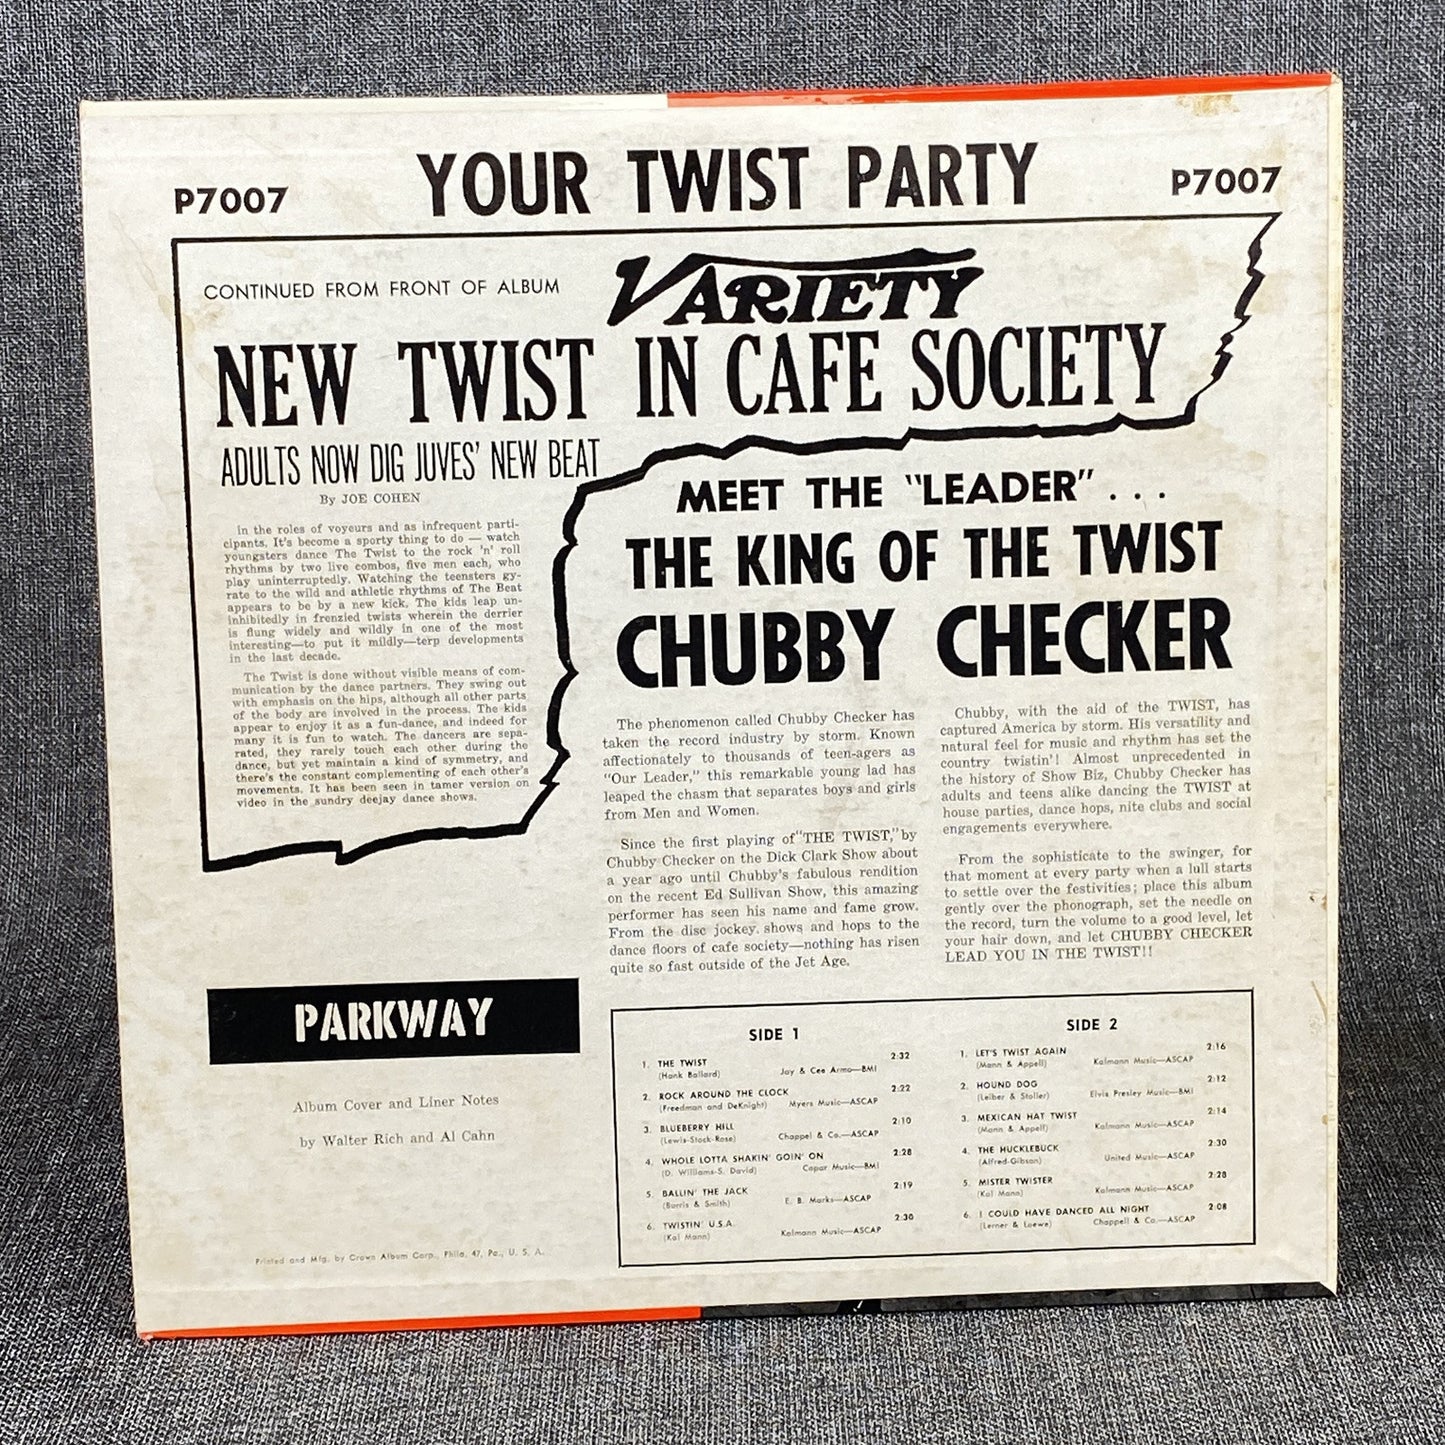 YOUR TWIST PARTY
P7007
P7007
CONTINUED FROM FRONT OF ALBUM
VARIETY
NEW TWIST IN CAFE SOCIETY
ADULTS NOW DIG JUVES' NEW BEAT
By JOE COHEN
In the roles of voyeurs and as infrequent parti-
cipants. It's become a sporty thing to do — watch
youngsters dance The Twist to the rock 'n' roll
rhythms by two live combos, five men each, who
play uninterruptedly. Watching the teensters gy-
rate to the wild and athletic rhythms of The Beat
appears to be by a new kick. The kids leap un-
inhibitedly in frenzied twists wherein the derrier
is flung widely and wildly in one of the most
interesting—to put it mildly—terp developments
in the last decade.
The Twist is done without visible means of com-
munication by the dance partners. They swing out
with emphasis on the hips, although all other parts
of the body are involved in the process. The kids
appear to enjoy it as a fun-dance, and indeed for
many it is fun to watch. The dancers are sepa-
rated, they rarely touch each other during the
dance, but yet maintain a kind of symmetry, and
there's the constant complementing of each other's
movements. It has been seen in tamer version on
video in the sundry deejay dance shows.
MEET THE "LEADER" . . .
THE KING OF THE TWIST
CHUBBY CHECKER
The phenomenon called Chubby Checker has
taken the record industry by storm. Known
affectionately to thousands of teen-agers as
"Our Leader," this remarkable young lad has
leaped the chasm that separates boys and girls
from Men and Women.
Since the first playing of "THE TWIST," by
Chubby Checker on the Dick Clark Show about
a year ago until Chubby's fabulous rendition
on the recent Ed Sullivan Show, this amazing
performer has seen his name and fame grow.
From the disc jockey. shows and hops to the
dance floors of cafe society—nothing has risen
quite so fast outside of the Jet Age.
Chubby, with the aid of the TWIST, has
captured America by storm. His versatility and
natural feel for music and rhythm has set the
country twistin'! Almost unprecedented in
the history of Show Biz, Chubby Checker has
adults and teens alike dancing the TWIST at
house parties, dance hops, nite clubs and social
engagements everywhere.
From the sophisticate to the swinger, for
that moment at every party when a lull starts
to settle over the festivities; place this album
gently over the phonograph, set the needle on
the record, turn the volume to a good level, let
your hair down, and let CHUBBY CHECKER
LEAD YOU IN THE TWIST!!
PARKWAY
Album Cover and Liner Notes
by Walter Rich and Al Cahn
Printed and Mfg. by Crown Album Corp., Phila. 47, Pa., U. S. A.
SIDE 1
1. THE TWIST 2:32
(Hank Ballard) Jay & Cee Armo—BMI
2. ROCK AROUND THE CLOCK 2:22
(Freedman and DeKnight) Myers Music—ASCAP
3. BLUEBERRY HILL 2:10
(Lewis-Stock-Rose) Chappel & Co.—ASCAP
4. WHOLE LOTTA SHAKIN' GOIN' ON 2:28
(D. Williams-S. David) Copar Music—BMI
5. BALLIN' THE JACK 2:19
(Burris & Smith) E. B. Marks—ASCAP
6. TWISTIN' U.S.A. 2:30
(Kal Mann) Kalmann Music—ASCAP
SIDE 2
1. LET'S TWIST AGAIN 2:16
(Mann & Appell) Kalmann Music—ASCAP
2. HOUND DOG 2:12
(Leiber & Stoller) Elvis Presley Music—BMI
3. MEXICAN HAT TWIST 2:14
(Mann & Appell) Kalmann Music—ASCAP
4. THE HUCKLEBUCK 2:30
(Alfred-Gibson) United Music—ASCAP
5. MISTER TWISTER 2:28
(Kal Mann) Kalmann Music—ASCAP
6. I COULD HAVE DANCED ALL NIGHT 2:08
(Lerner & Loewe) Chappell & Co.—ASCAP